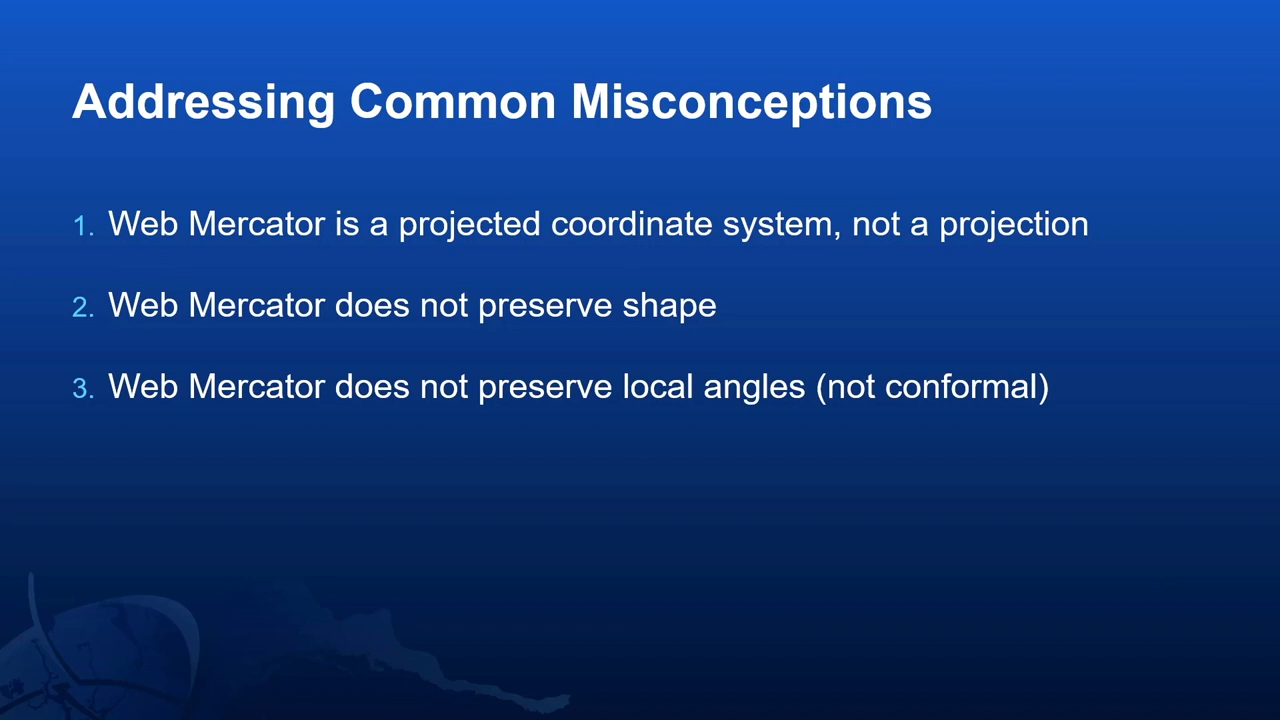 Addressing Common Misconceptions
1. Web Mercator is a projected coordinate system, not a projection
2. Web Mercator does not preserve shape
3. Web Mercator does not preserve local angles (not conformal)